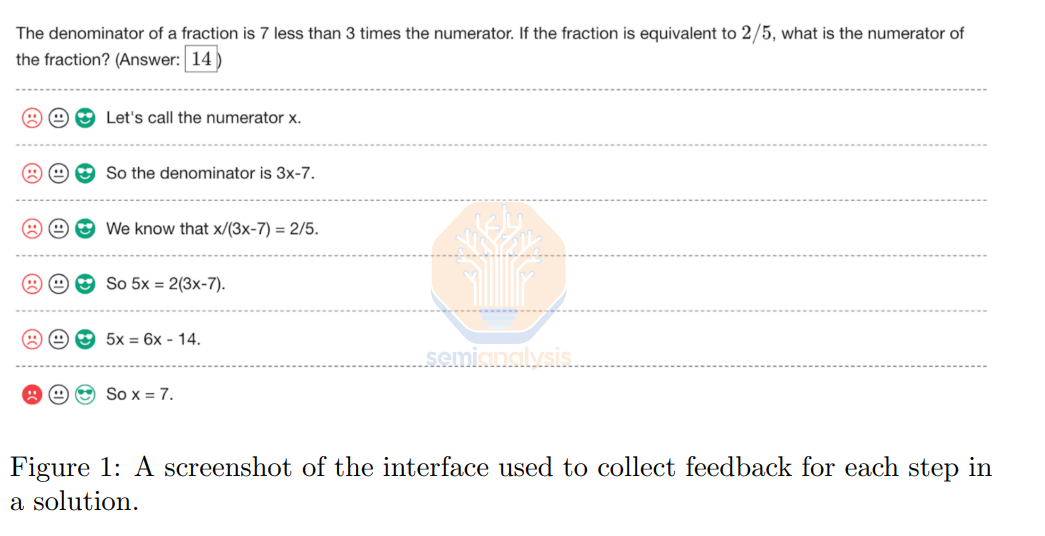 The denominator of a fraction is 7 less than 3 times the numerator. If the fraction is equivalent to 2/5, what is the numerator of
the fraction? (Answer: 14)
Let's call the numerator x.
So the denominator is 3x-7.
We know that x/(3x-7) = 2/5.
So 5x = 2(3x-7).
5x = 6x - 14.
semianalysis
So x = 7.
Figure 1: A screenshot of the interface used to collect feedback for each step in
a solution.